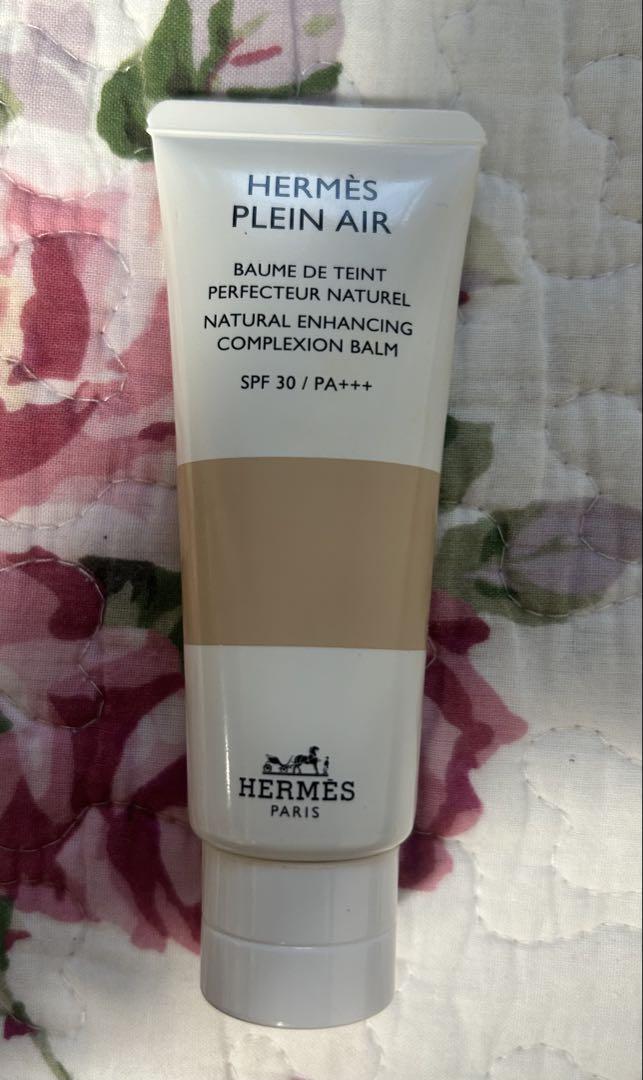 HERMÈS
PLEIN AIR
BAUME DE TEINT
PERFECTEUR NATUREL
NATURAL ENHANCING
COMPLEXION BALM
SPF 30 / PA+++
HERMÈS
PARIS